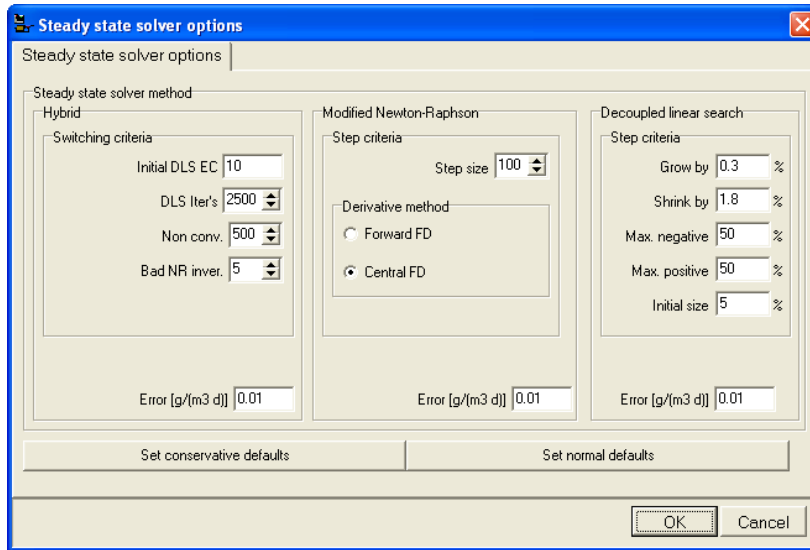 Steady state solver options
Steady state solver options
Steady state solver method
Hybrid
Switching criteria
Initial DLS EC 10
DLS Iter's 2500
Non conv. 500
Bad NR inver. 5
Error [g/(m3 d)] 0.01
Modified Newton-Raphson
Step criteria
Step size 100
Derivative method
Forward FD
Central FD
Error [g/(m3 d)] 0.01
Decoupled linear search
Step criteria
Grow by 0.3 %
Shrink by 1.8 %
Max. negative 50 %
Max. positive 50 %
Initial size 5 %
Error [g/(m3 d)] 0.01
Set conservative defaults
Set normal defaults
OK
Cancel